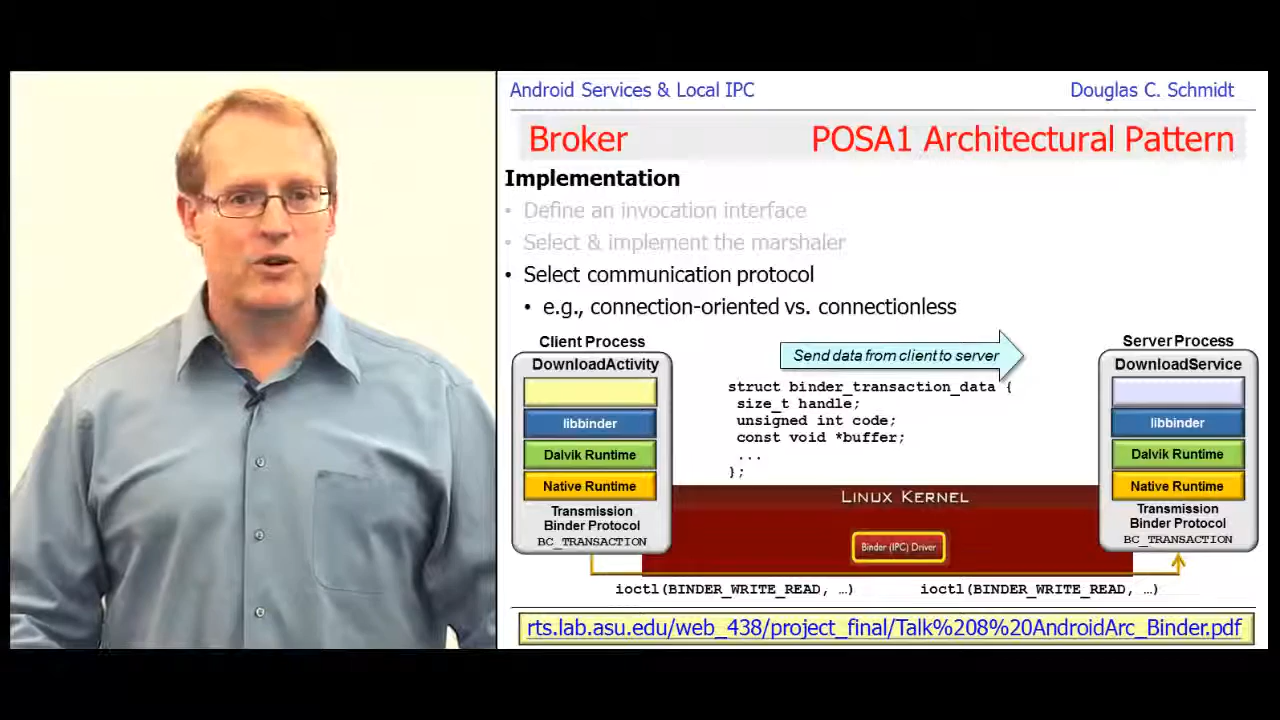 Android Services & Local IPC
Douglas C. Schmidt
Broker
POSA1 Architectural Pattern
Implementation
• Define an invocation interface
• Select & implement the marshaler
• Select communication protocol
• e.g., connection-oriented vs. connectionless
Client Process
DownloadActivity
libbinder
Dalvik Runtime
Native Runtime
Transmission
Binder Protocol
BC_TRANSACTION
Send data from client to server
struct binder_transaction_data {
size_t handle;
unsigned int code;
const void *buffer;
...
};
Linux Kernel
Binder (IPC) Driver
Server Process
DownloadService
libbinder
Dalvik Runtime
Native Runtime
Transmission
Binder Protocol
BC_TRANSACTION
ioctl(BINDER_WRITE_READ, …)
ioctl(BINDER_WRITE_READ, …)
rts.lab.asu.edu/web_438/project_final/Talk%208%20AndroidArc_Binder.pdf